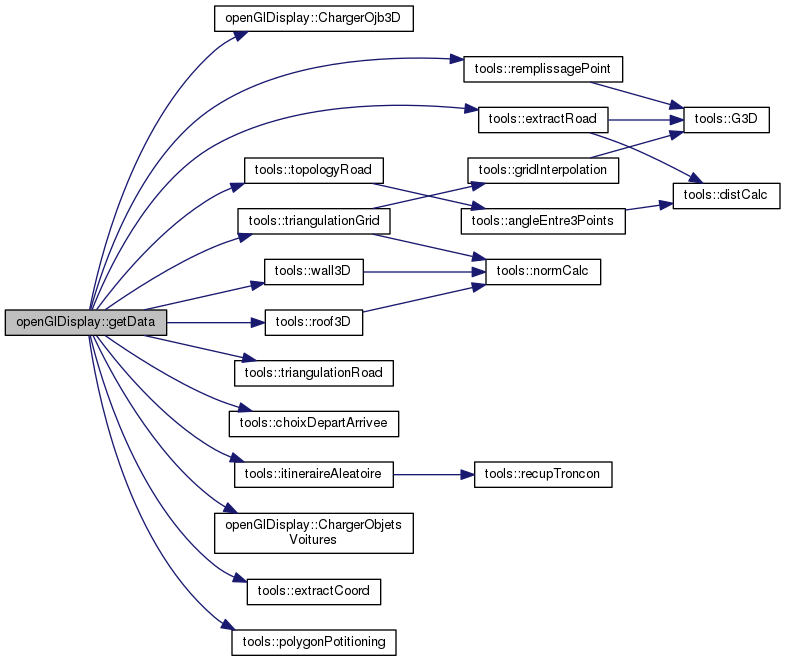 openGlDisplay::ChargerOjb3D
tools::remplissagePoint
tools::extractRoad
tools::G3D
tools::topologyRoad
tools::gridInterpolation
tools::distCalc
tools::triangulationGrid
tools::angleEntre3Points
tools::wall3D
tools::normCalc
openGlDisplay::getData
tools::roof3D
tools::triangulationRoad
tools::choixDepartArrivee
tools::itineraireAleatoire
tools::recupTroncon
openGlDisplay::ChargerObjets
Voitures
tools::extractCoord
tools::polygonPotitioning